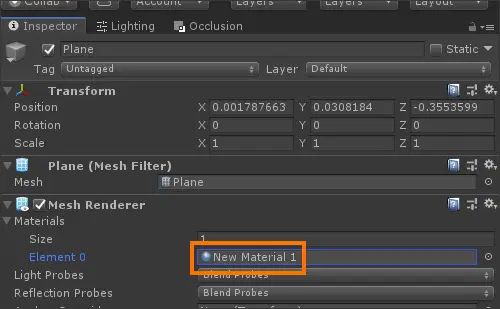 Collab Account Layers Layers Layout
Inspector Lighting Occlusion
Plane Static
Tag Untagged Layer Default
Transform
Position X 0.001787663 Y 0.0308184 Z -0.3553599
Rotation X 0 Y 0 Z 0
Scale X 1 Y 1 Z 1
Plane (Mesh Filter)
Mesh Plane
Mesh Renderer
Materials
Size 1
Element 0 New Material 1
Light Probes Blend Probes
Reflection Probes Blend Probes